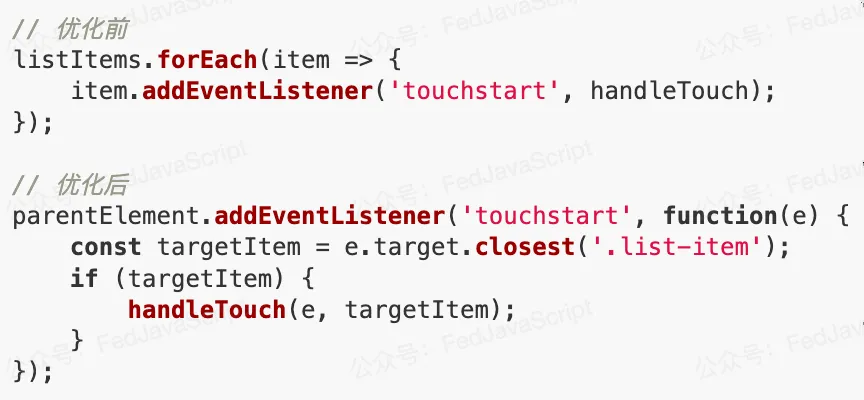 // 优化前
listItems.forEach(item => {
    item.addEventListener('touchstart', handleTouch);
});

// 优化后
parentElement.addEventListener('touchstart', function(e) {
    const targetItem = e.target.closest('.list-item');
    if (targetItem) {
        handleTouch(e, targetItem);
    }
});
公众号：FedJavaScript